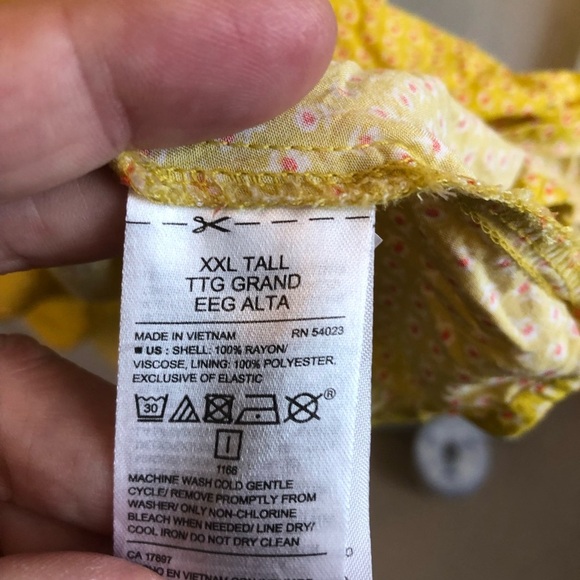 XXL TALL
TTG GRAND
EEG ALTA
MADE IN VIETNAM RN 54023
US : SHELL: 100% RAYON/
VISCOSE, LINING: 100% POLYESTER.
EXCLUSIVE OF ELASTIC
30 ®
I
1166
MACHINE WASH COLD GENTLE
CYCLE/ REMOVE PROMPTLY FROM
WASHER/ ONLY NON-CHLORINE
BLEACH WHEN NEEDED/ LINE DRY/
COOL IRON/ DO NOT DRY CLEAN
CA 17897
EN VIETNAM